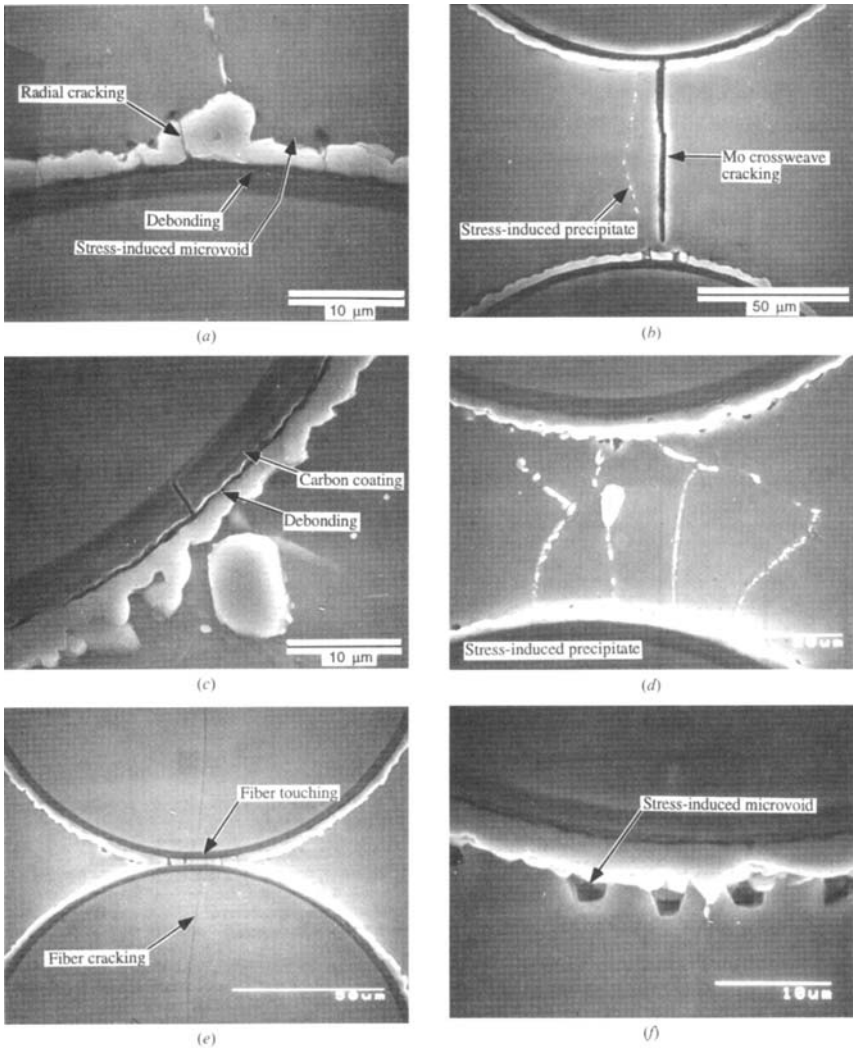 Radial cracking
Debonding
Stress-induced microvoid
10 μm
(a)
Mo crossweave
cracking
Stress-induced precipitate
50 μm
(b)
Carbon coating
Debonding
10 μm
(c)
Stress-induced precipitate
(d)
Fiber touching
Fiber cracking
50um
(e)
Stress-induced microvoid
10um
(f)